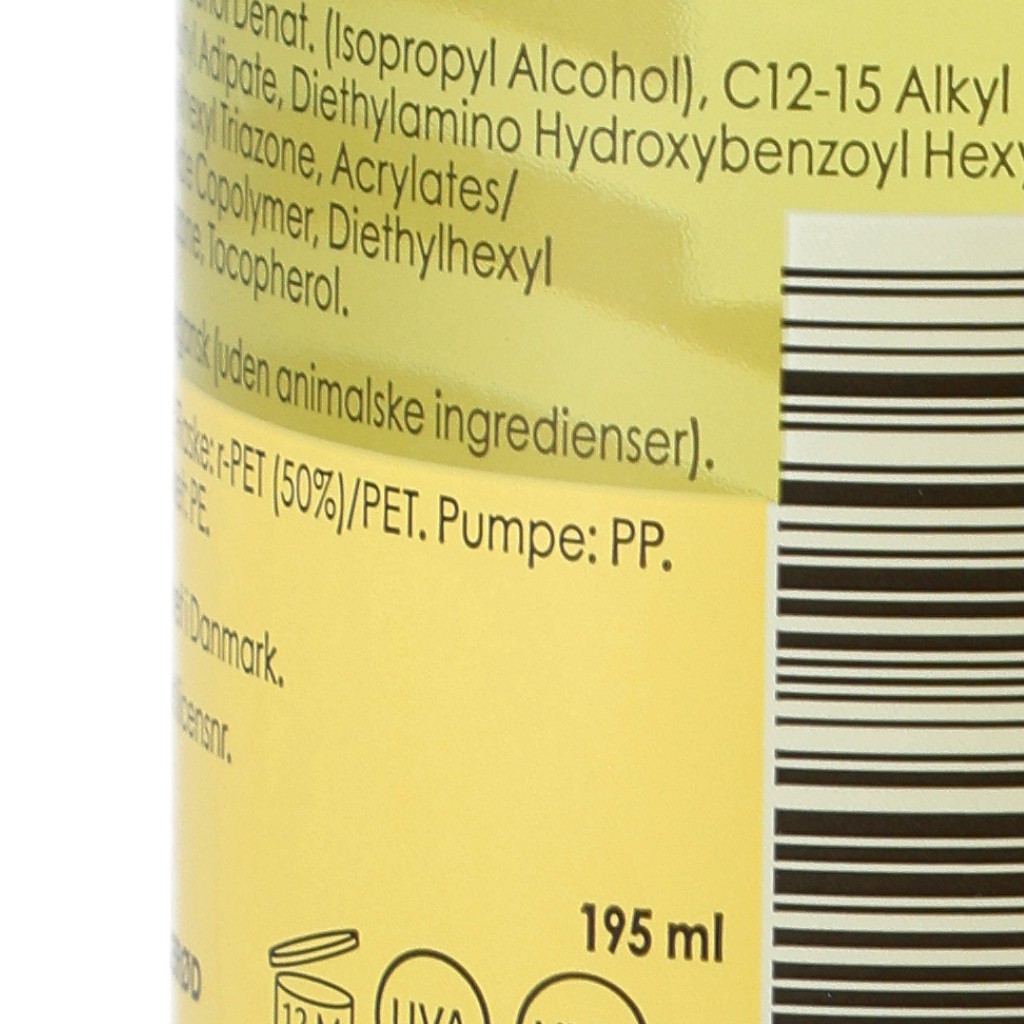 Denat. (Isopropyl Alcohol), C12-15 Alkyl
Adipate, Diethylamino Hydroxybenzoyl
Triazone, Acrylates/
Copolymer, Diethylhexyl
Tocopherol.
(uden animalske ingredienser).
r-PET (50%)/PET. Pumpe: PP.
PE.
i Danmark.
195 ml
12 M
UVA